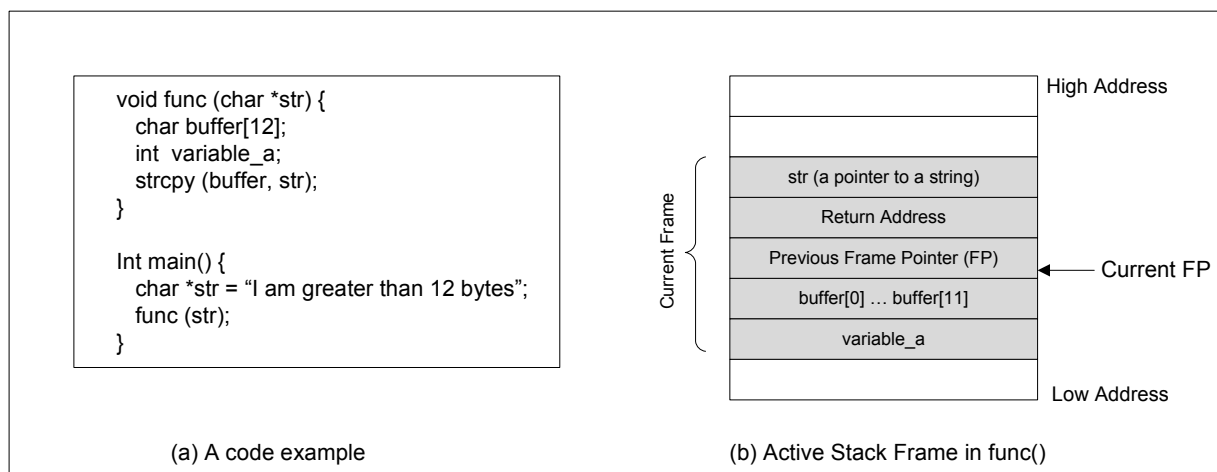 void func (char *str) {
char buffer[12];
int variable_a;
strcpy (buffer, str);
}
Int main() {
char *str = “I am greater than 12 bytes”;
func (str);
}
(a) A code example
High Address
Current Frame
str (a pointer to a string)
Return Address
Previous Frame Pointer (FP)
Current FP
buffer[0] … buffer[11]
variable_a
Low Address
(b) Active Stack Frame in func()